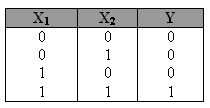 X₁ X₂ Y
0 0 0
0 1 0
1 0 0
1 1 1